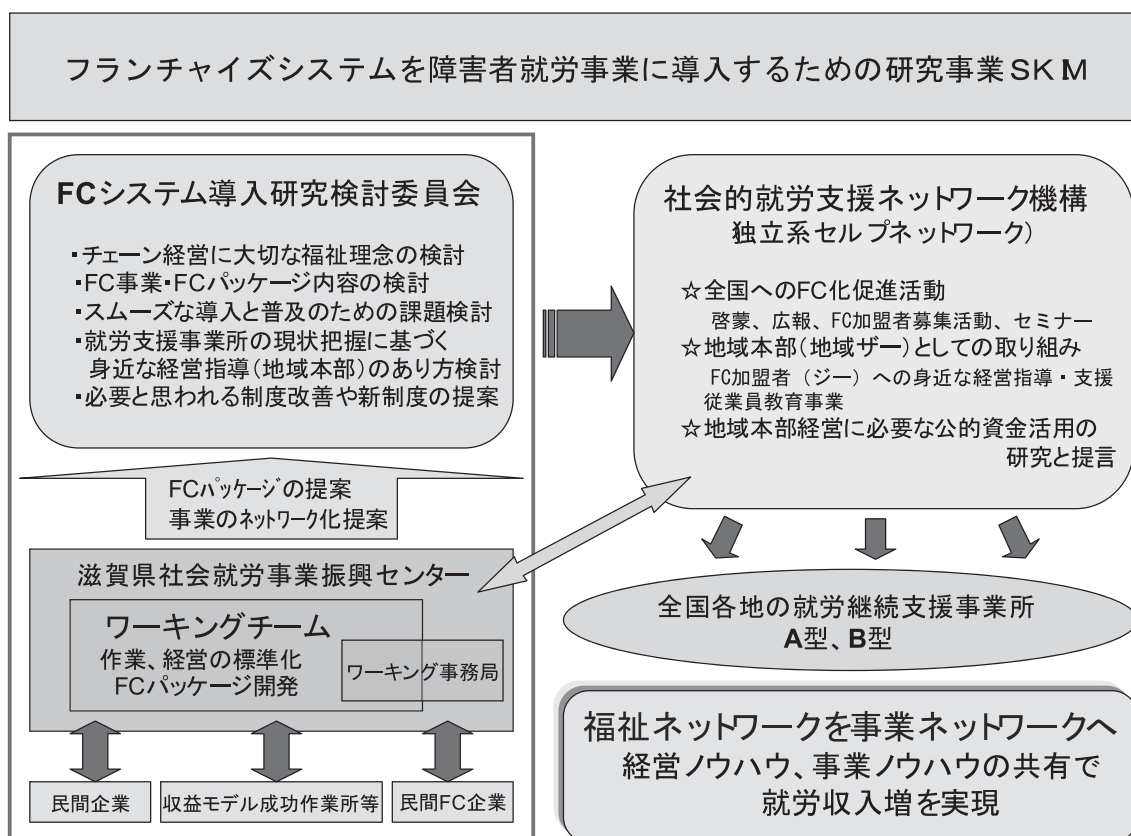 フランチャイズシステムを障害者就労事業に導入するための研究事業SKM
FCシステム導入研究検討委員会
・チェーン経営に大切な福祉理念の検討
・FC事業・FCパッケージ内容の検討
・スムーズな導入と普及のための課題検討
・就労支援事業所の現状把握に基づく
身近な経営指導(地域本部)のあり方検討
・必要と思われる制度改善や新制度の提案
FCパッケージの提案
事業のネットワーク化提案
滋賀県社会就労事業振興センター
ワーキングチーム
作業、経営の標準化
FCパッケージ開発
ワーキング事務局
民間企業
収益モデル成功作業所等
民間FC企業
社会的就労支援ネットワーク機構
独立系セルプネットワーク)
☆全国へのFC化促進活動
啓蒙、広報、FC加盟者募集活動、セミナー
☆地域本部(地域ザー)としての取り組み
FC加盟者(ジー)への身近な経営指導・支援
従業員教育事業
☆地域本部経営に必要な公的資金活用の
研究と提言
全国各地の就労継続支援事業所
A型、B型
福祉ネットワークを事業ネットワークへ
経営ノウハウ、事業ノウハウの共有で
就労収入増を実現